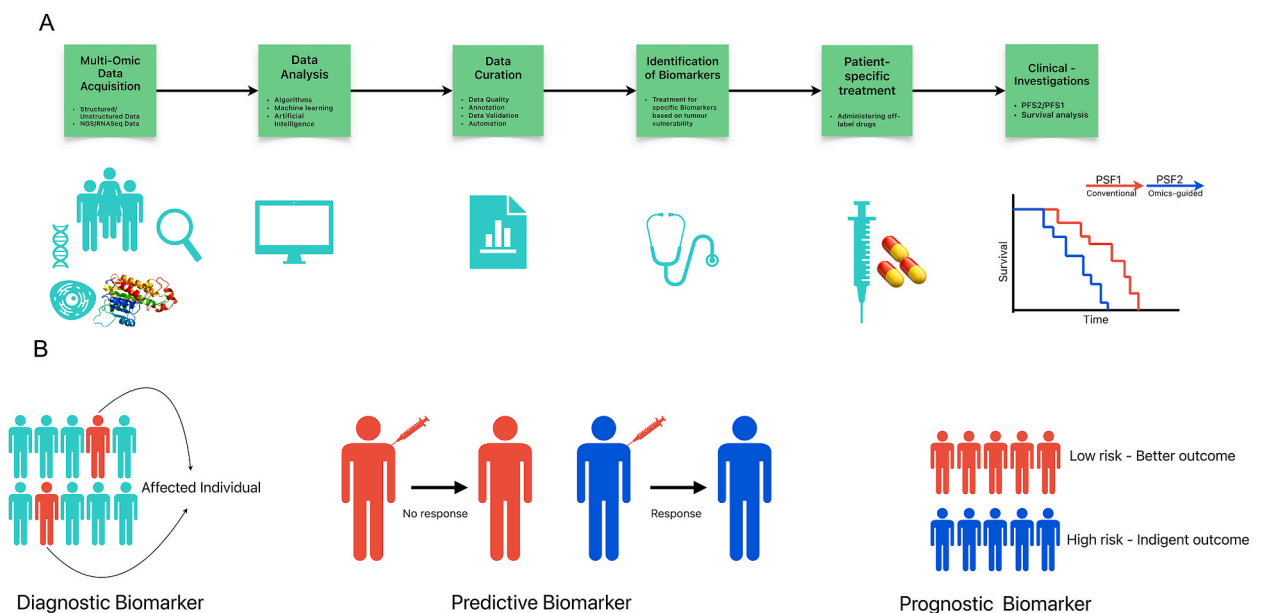 A
Multi-Omic
Data
Acquisition
• Structured/
Unstructured Data
• NGS/RNASeq Data
Data
Analysis
• Algorithms
• Machine learning
• Artificial
Intelligence
Data
Curation
• Data Quality
• Annotation
• Data Validation
• Automation
Identification
of Biomarkers
• Treatment for
specific Biomarkers
based on tumour
vulnerability
Patient-
specific
treatment
• Administering off-
label drugs
Clinical -
Investigations
• PFS2/PFS1
• Survival analysis
PSF1
PSF2
Conventional
Omics-guided
Survival
Time
B
Affected Individual
Diagnostic Biomarker
No response
Response
Predictive Biomarker
Low risk - Better outcome
High risk - Indigent outcome
Prognostic Biomarker